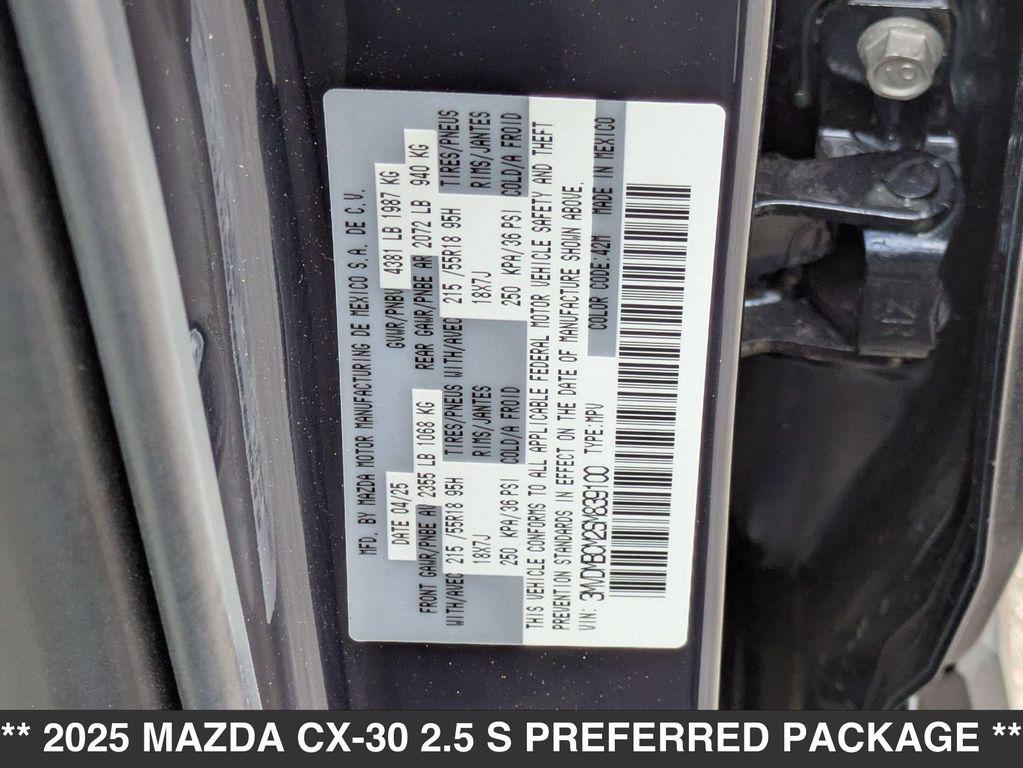 MFD. BY MAZDA MOTOR MANUFACTURING DE MEXICO S.A. DE C.V.
DATE 04/25 GVWR/PNBV 4381 LB 1987 KG
FRONT GAWR/PNBE AV 2355 LB 1068 KG REAR GAWR/PNBE AR 2072 LB 940 KG
WITH/AVEC 215 /55R18 95H TIRES/PNEUS WITH/AVEC 215 /55R18 95H TIRES/PNEUS
18X7J RIMS/JANTES 18X7J RIMS/JANTES
250 KPA/36 PSI COLD/A FROID 250 KPA/36 PSI COLD/A FROID
THIS VEHICLE CONFORMS TO ALL APPLICABLE FEDERAL MOTOR VEHICLE SAFETY AND THEFT
PREVENTION STANDARDS IN EFFECT ON THE DATE OF MANUFACTURE SHOWN ABOVE.
VIN: 3MVDMBCM2SM839100 TYPE:MPV COLOR CODE:42M MADE IN MEXICO
** 2025 MAZDA CX-30 2.5 S PREFERRED PACKAGE **